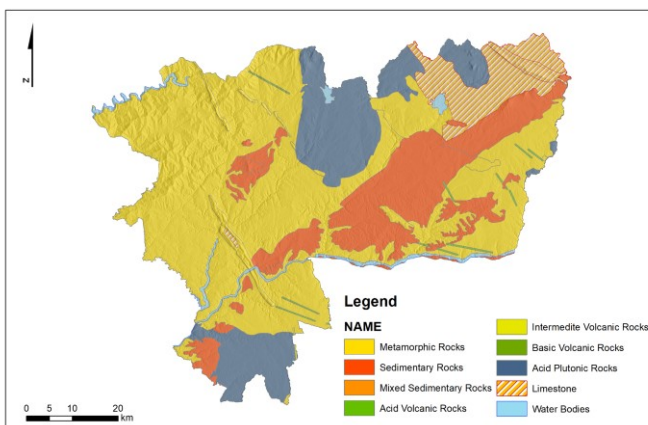 N
Legend
NAME
Metamorphic Rocks
Sedimentary Rocks
Mixed Sedimentary Rocks
Acid Volcanic Rocks
Intermedite Volcanic Rocks
Basic Volcanic Rocks
Acid Plutonic Rocks
Limestone
Water Bodies
0 5 10 20
km